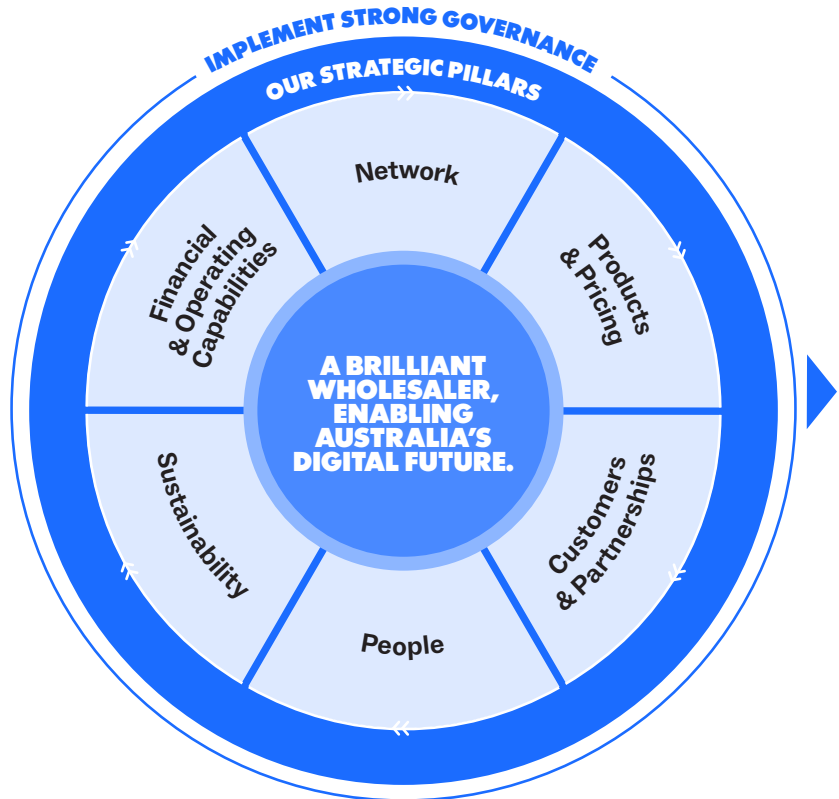 IMPLEMENT STRONG GOVERNANCE
OUR STRATEGIC PILLARS
Network
Products
& Pricing
Customers
& Partnerships
People
Sustainability
Financial
& Operating
Capabilities
A BRILLIANT
WHOLESALER,
ENABLING
AUSTRALIA’S
DIGITAL FUTURE.